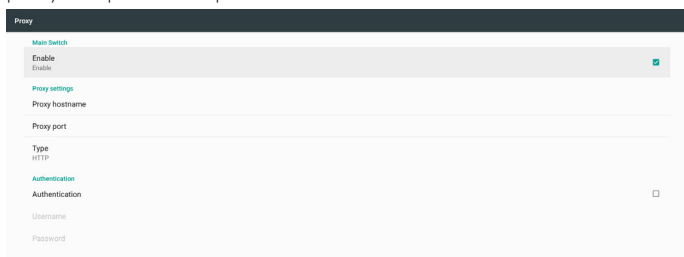 Proxy
Main Switch
Enable
Enable
Proxy settings
Proxy hostname
Proxy port
Type
HTTP
Authentication
Authentication
Username
Password